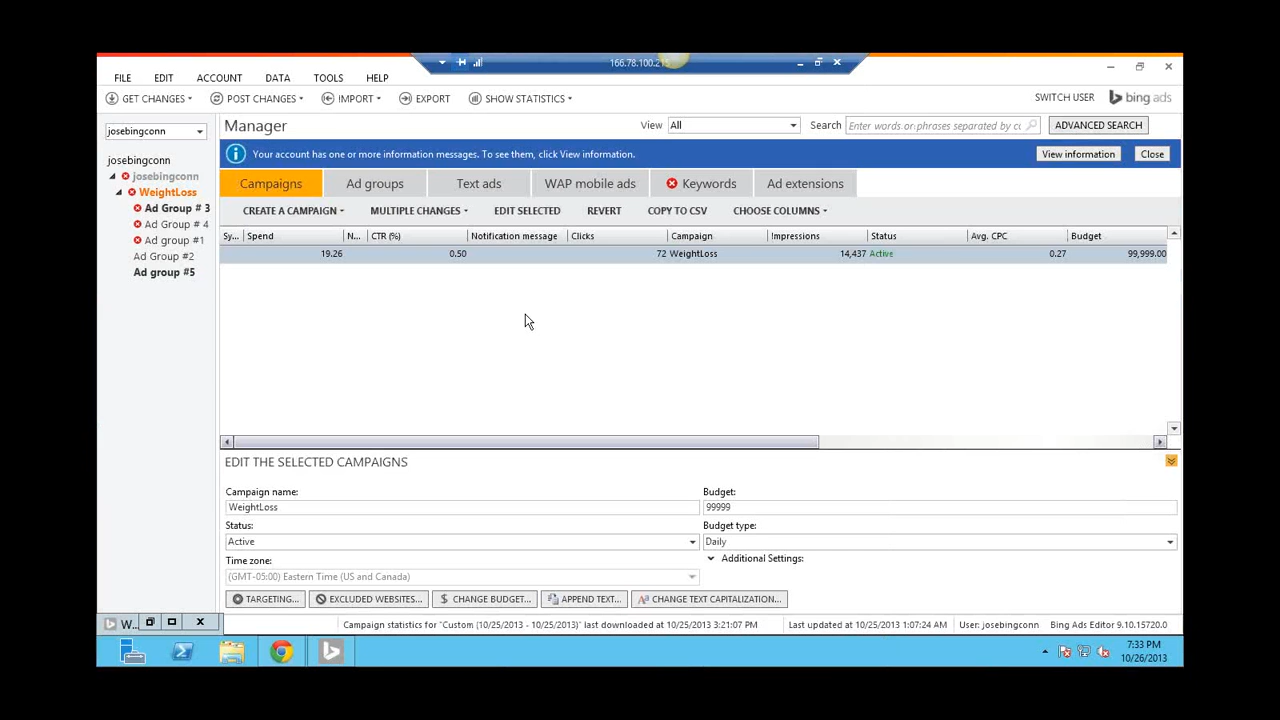 166.78.100.215
FILE EDIT ACCOUNT DATA TOOLS HELP
GET CHANGES POST CHANGES IMPORT EXPORT SHOW STATISTICS SWITCH USER bing ads
josebingconn Manager View All Search Enter words or phrases separated by c ADVANCED SEARCH
Your account has one or more information messages. To see them, click View information. View information Close
josebingconn
josebingconn
WeightLoss
Ad Group # 3
Ad Group # 4
Ad group #1
Ad Group #2
Ad group #5
Campaigns Ad groups Text ads WAP mobile ads Keywords Ad extensions
CREATE A CAMPAIGN MULTIPLE CHANGES EDIT SELECTED REVERT COPY TO CSV CHOOSE COLUMNS
Sy... Spend N... CTR (%) Notification message Clicks Campaign Impressions Status Avg. CPC Budget
19.26 0.50 72 WeightLoss 14,437 Active 0.27 99,999.00
EDIT THE SELECTED CAMPAIGNS
Campaign name: Budget:
WeightLoss 99999
Status: Budget type:
Active Daily
Time zone: Additional Settings:
(GMT-05:00) Eastern Time (US and Canada)
TARGETING... EXCLUDED WEBSITES... $ CHANGE BUDGET... APPEND TEXT... CHANGE TEXT CAPITALIZATION...
W... Campaign statistics for 'Custom (10/25/2013 - 10/25/2013)' last downloaded at 10/25/2013 3:21:07 PM Last updated at 10/25/2013 1:07:24 AM User: josebingconn Bing Ads Editor 9.10.15720.0
7:33 PM
10/26/2013